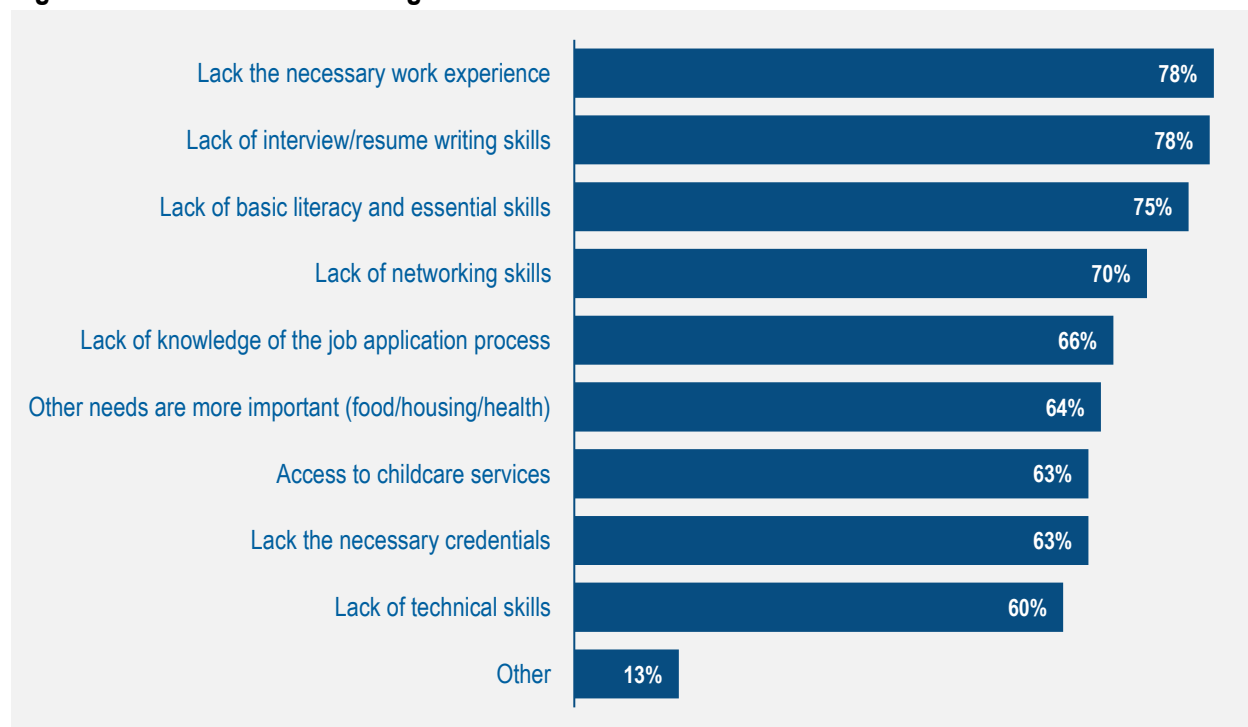 Lack the necessary work experience 78%
Lack of interview/resume writing skills 78%
Lack of basic literacy and essential skills 75%
Lack of networking skills 70%
Lack of knowledge of the job application process 66%
Other needs are more important (food/housing/health) 64%
Access to childcare services 63%
Lack the necessary credentials 63%
Lack of technical skills 60%
Other 13%